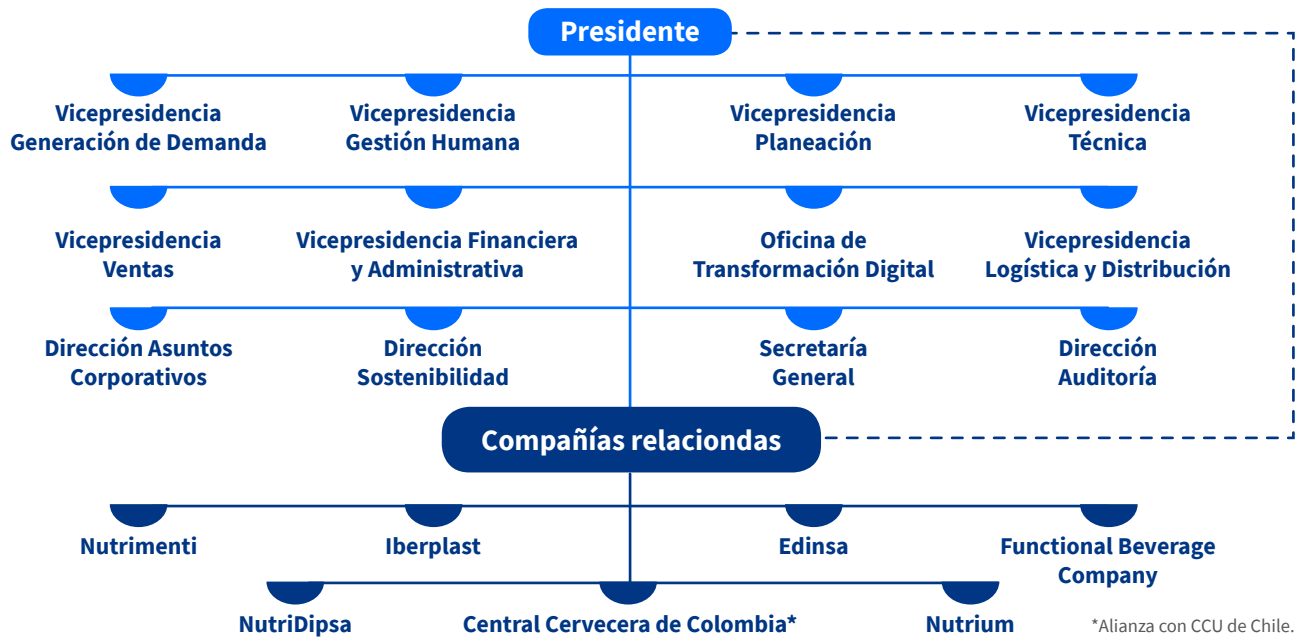 Presidente
Vicepresidencia
Generación de Demanda
Vicepresidencia
Gestión Humana
Vicepresidencia
Planeación
Vicepresidencia
Técnica
Vicepresidencia
Ventas
Vicepresidencia Financiera
y Administrativa
Oficina de
Transformación Digital
Vicepresidencia
Logística y Distribución
Dirección Asuntos
Corporativos
Dirección
Sostenibilidad
Secretaría
General
Dirección
Auditoría
Compañías relaciondas
Nutrimenti
Iberplast
Edinsa
Functional Beverage
Company
NutriDipsa
Central Cervecera de Colombia*
Nutrium
*Alianza con CCU de Chile.